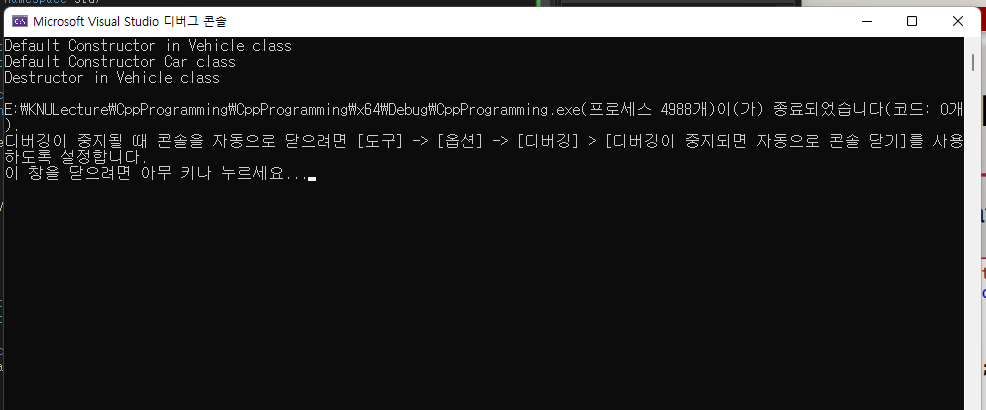 Microsoft Visual Studio 디버그 콘솔
Default Constructor in Vehicle class
Default Constructor Car class
Destructor in Vehicle class
E:\KNULecture\CppProgramming\CppProgramming\x64\Debug\CppProgramming.exe(프로세스 4988개)이(가) 종료되었습니다(코드: 0개
).
디버깅이 중지될 때 콘솔을 자동으로 닫으려면 [도구] -> [옵션] -> [디버깅] > [디버깅이 중지되면 자동으로 콘솔 닫기]를 사용
하도록 설정합니다.
이 창을 닫으려면 아무 키나 누르세요...